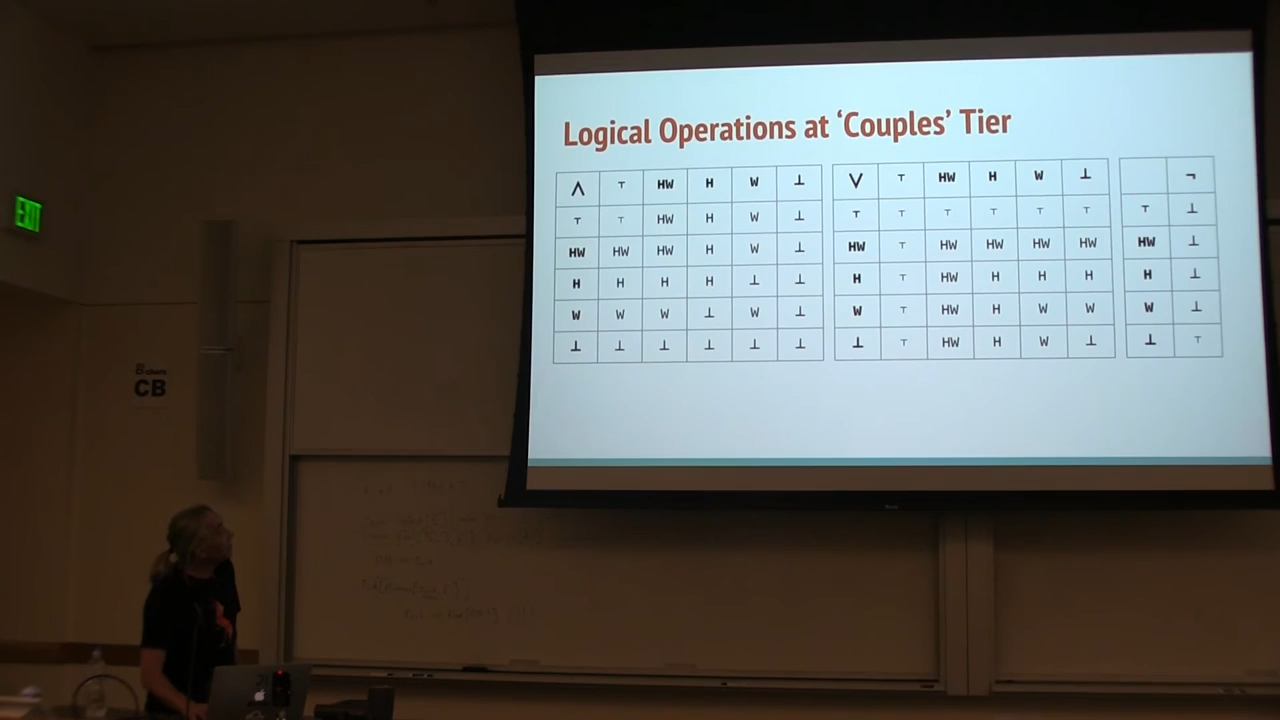 Logical Operations at ‘Couples’ Tier
∧ ⊤ HW H W ⊥
⊤ ⊤ HW H W ⊥
HW HW HW H W ⊥
H H H H ⊥ ⊥
W W W ⊥ W ⊥
⊥ ⊥ ⊥ ⊥ ⊥ ⊥
∨ ⊤ HW H W ⊥
⊤ ⊤ ⊤ ⊤ ⊤ ⊤
HW ⊤ HW HW HW HW
H ⊤ HW H H H
W ⊤ HW H W W
⊥ ⊤ HW H W ⊥
¬
⊤ ⊥
HW ⊥
H ⊥
W ⊥
⊥ ⊤
EXIT
CB